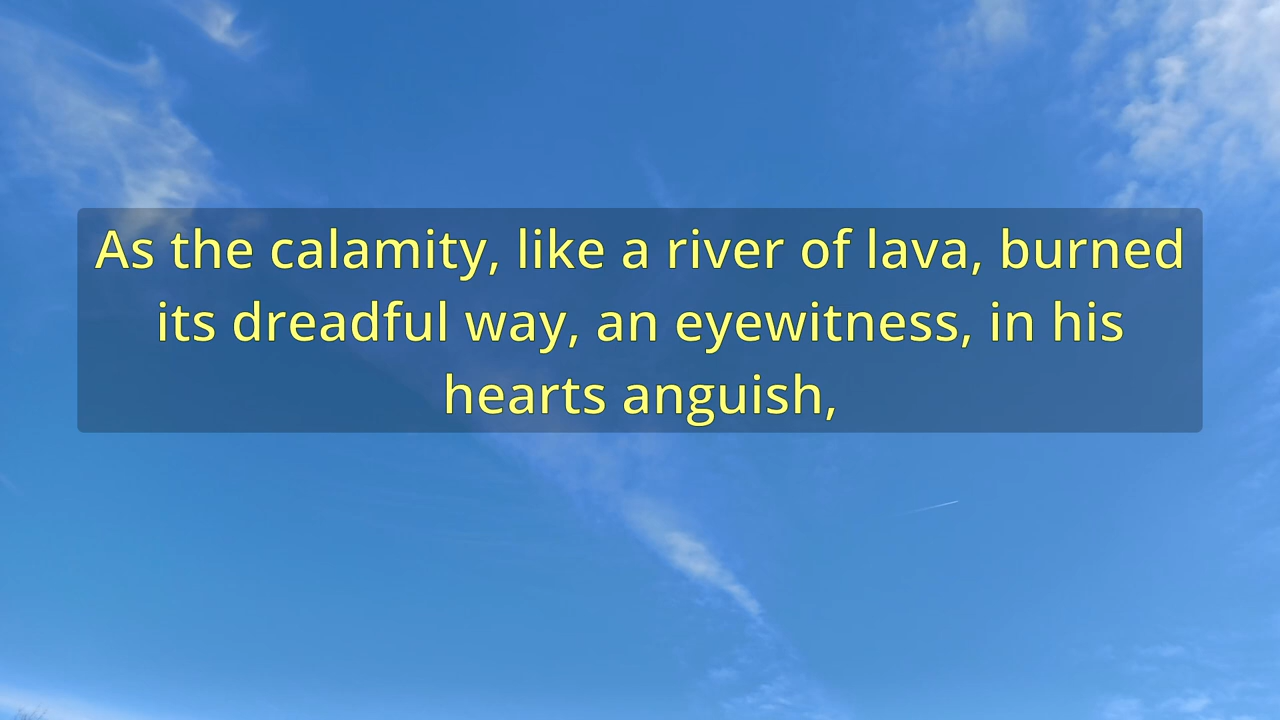 As the calamity, like a river of lava, burned
its dreadful way, an eyewitness, in his
hearts anguish,